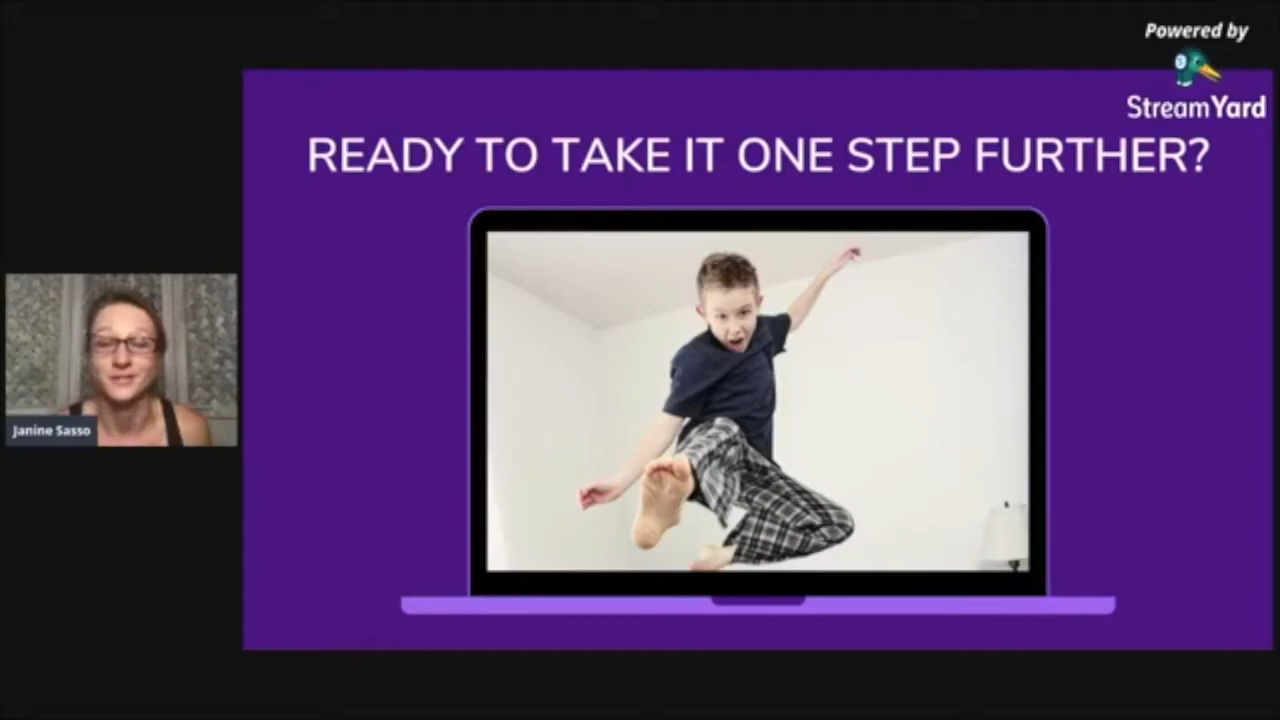 Powered by
StreamYard
READY TO TAKE IT ONE STEP FURTHER?
Janine Sasso